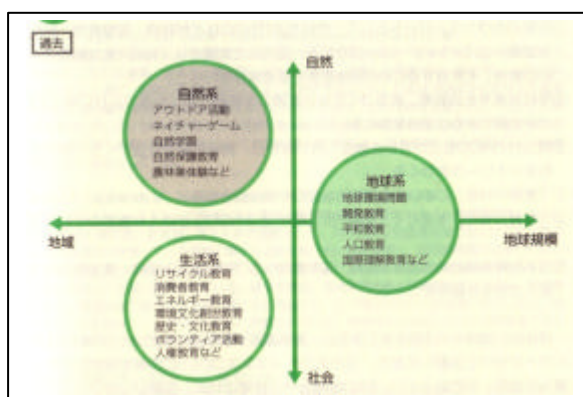 過去
自然
自然系
アウトドア活動
ネイチャーゲーム
自然学園
自然保護教育
農林業体験など
地球系
地球環境問題
開発教育
平和教育
人口教育
国際理解教育など
地域
地球規模
生活系
リサイクル教育
消費者教育
エネルギー教育
環境文化創出教育
歴史・文化教育
ボランティア活動
人権教育など
社会